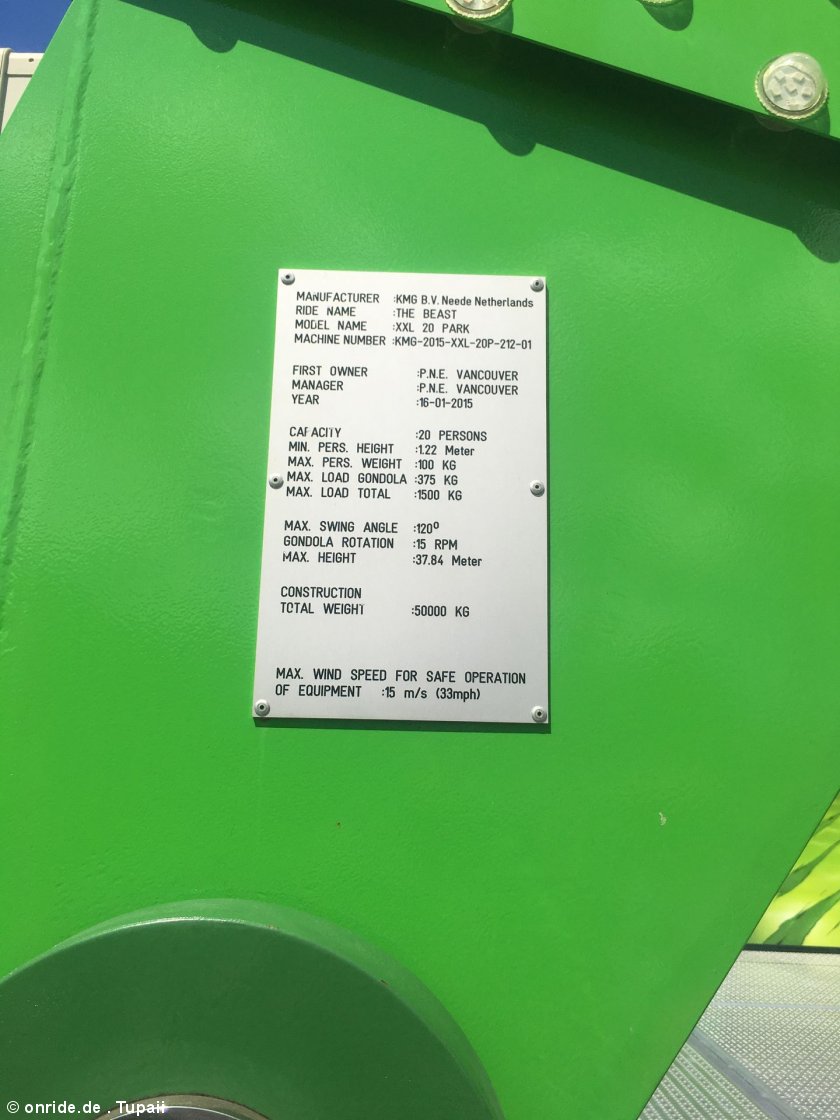 MANUFACTURER :KMG B.V. Neede Netherlands
RIDE NAME :THE BEAST
MODEL NAME :XXL 20 PARK
MACHINE NUMBER :KMG-2015-XXL-20P-212-01
FIRST OWNER :P.N.E. VANCOUVER
MANAGER :P.N.E. VANCOUVER
YEAR :16-01-2015
CAPACITY :20 PERSONS
MIN. PERS. HEIGHT :1.22 Meter
MAX. PERS. WEIGHT :100 KG
MAX. LOAD GONDOLA :375 KG
MAX. LOAD TOTAL :1500 KG
MAX. SWING ANGLE :120°
GONDOLA ROTATION :15 RPM
MAX. HEIGHT :37.84 Meter
CONSTRUCTION
TOTAL WEIGHT :50000 KG
MAX. WIND SPEED FOR SAFE OPERATION
OF EQUIPMENT :15 m/s (33mph)
© onride.de . Tupaii